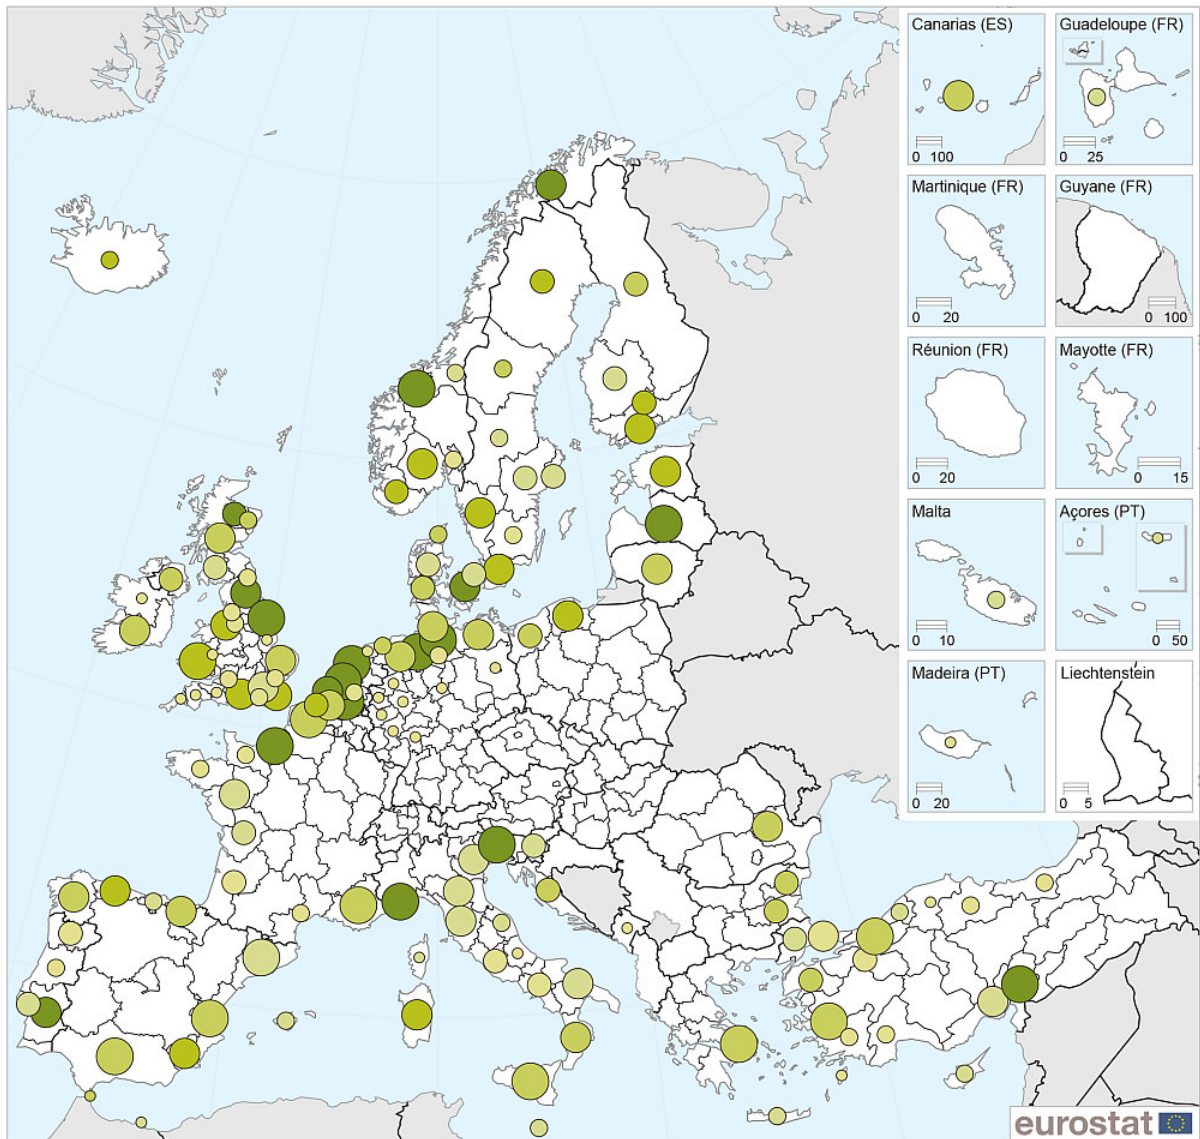 Canarias (ES)
0 100
Guadeloupe (FR)
0 25
Martinique (FR)
0 20
Guyane (FR)
0 100
Réunion (FR)
0 20
Mayotte (FR)
0 15
Malta
0 10
Açores (PT)
0 50
Madeira (PT)
0 20
Liechtenstein
0 5
eurostat